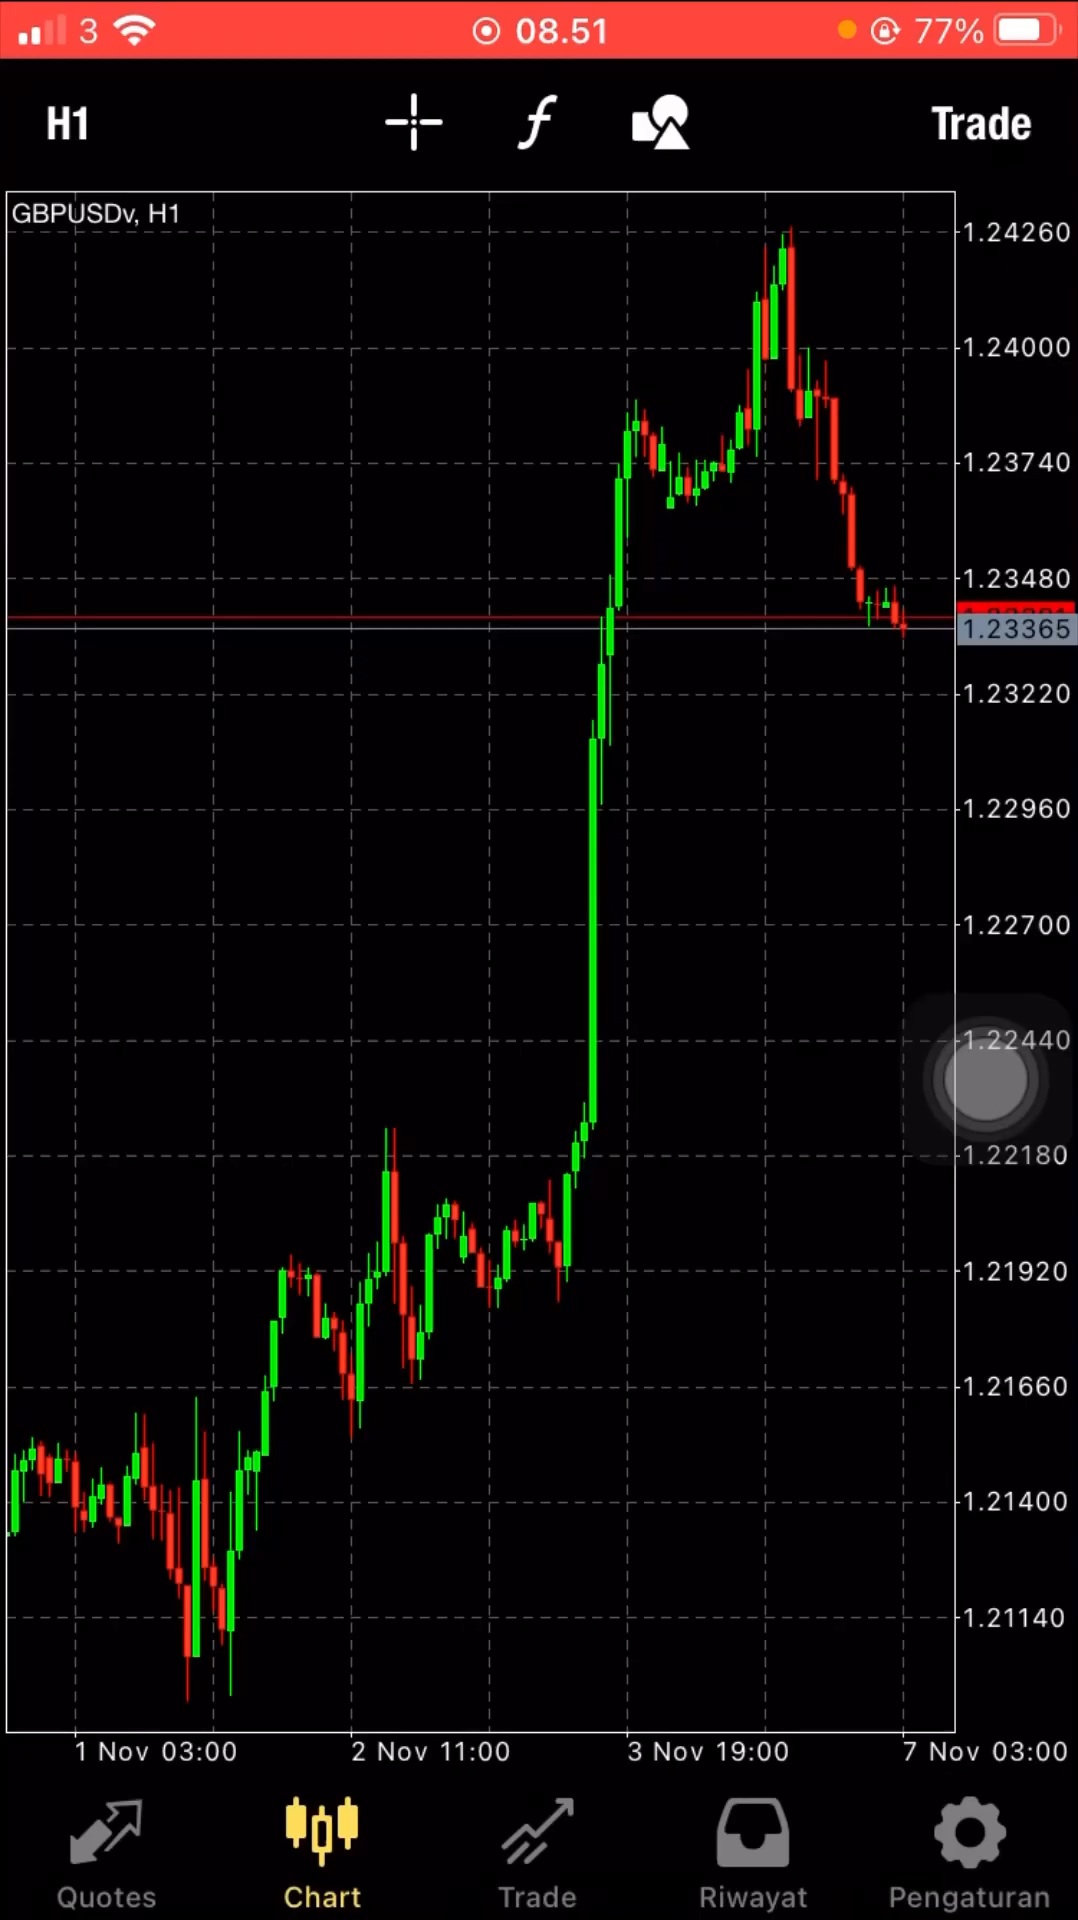 3 08.51 77%
H1 f Trade
GBPUSDv, H1
1.24260
1.24000
1.23740
1.23480
1.23365
1.23220
1.22960
1.22700
1.22440
1.22180
1.21920
1.21660
1.21400
1.21140
1 Nov 03:00 2 Nov 11:00 3 Nov 19:00 7 Nov 03:00
Quotes Chart Trade Riwayat Pengaturan